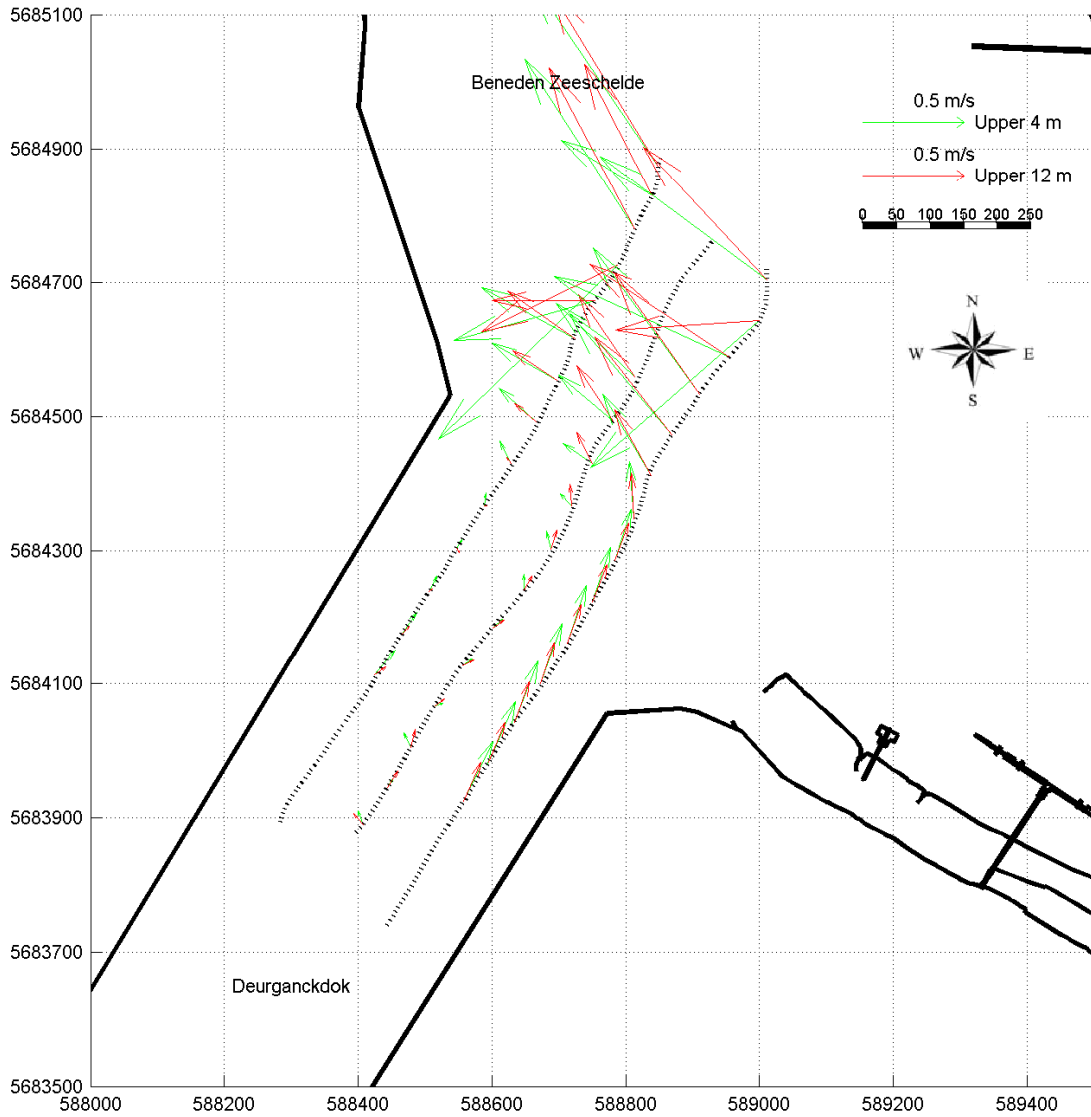 5685100
Beneden Zeeschelde
0.5 m/s
Upper 4 m
5684900
0.5 m/s
Upper 12 m
0 50 100 150 200 250
5684700
N
W E
S
5684500
5684300
5684100
5683900
5683700
Deurganckdok
5683500
588000 588200 588400 588600 588800 589000 589200 589400